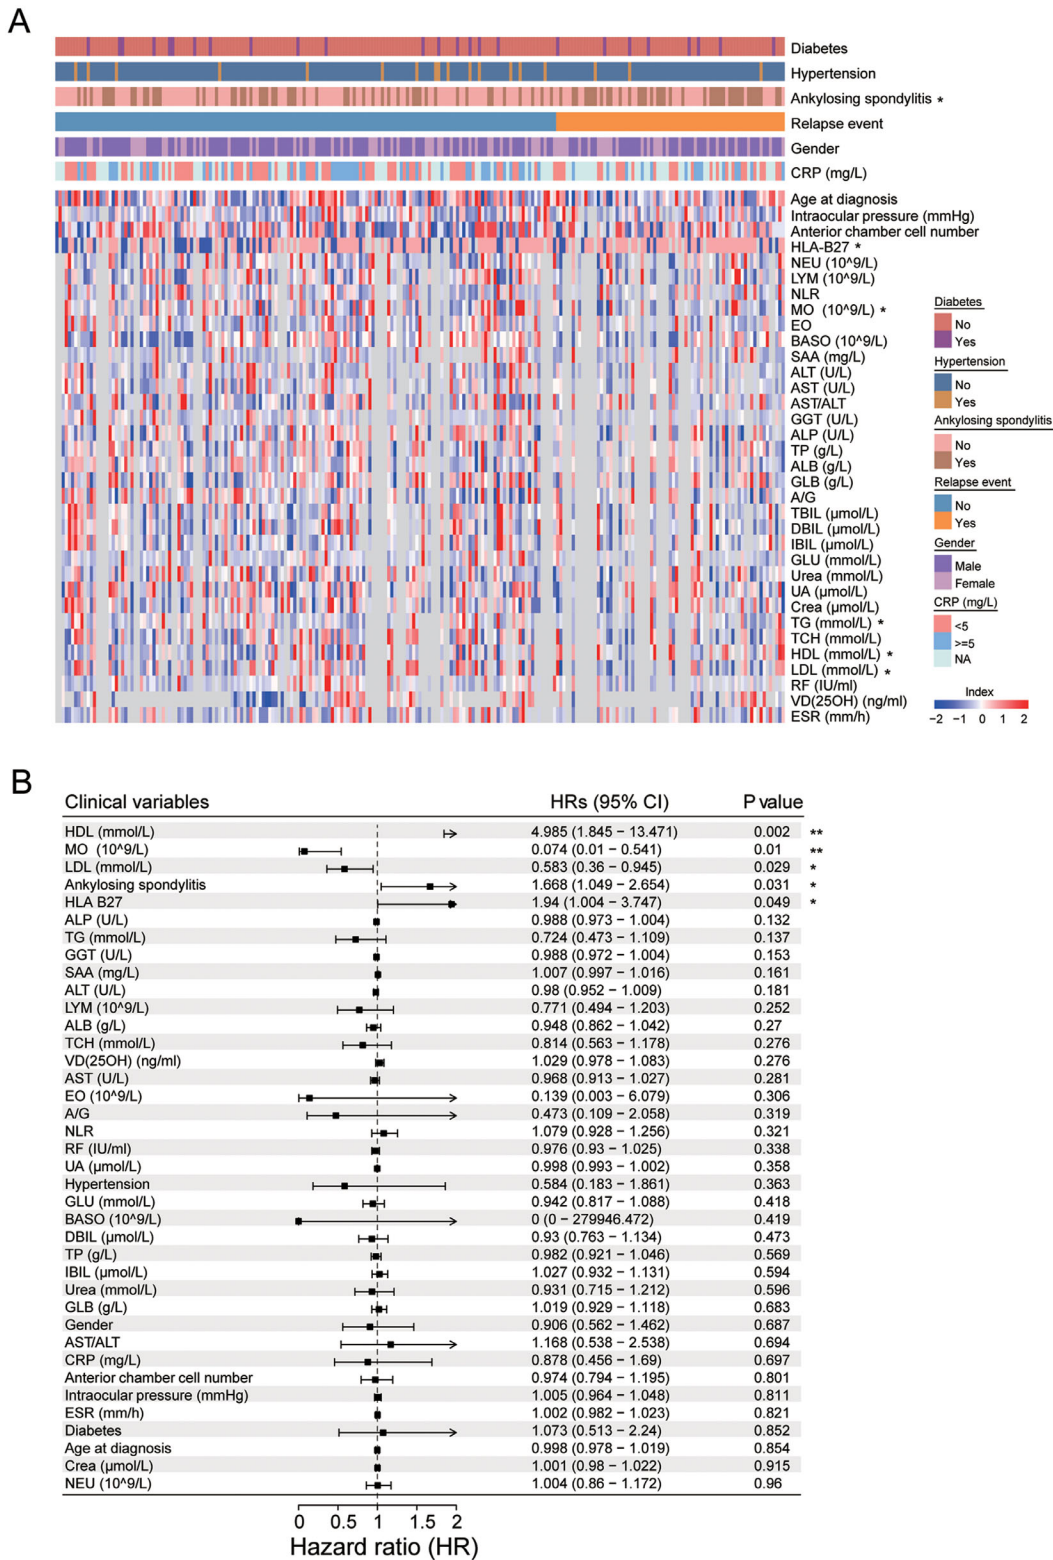 A
Diabetes
Hypertension
Ankylosing spondylitis *
Relapse event
Gender
CRP (mg/L)
Age at diagnosis
Intraocular pressure (mmHg)
Anterior chamber cell number
HLA-B27 *
NEU (10^9/L)
LYM (10^9/L)
NLR
MO (10^9/L) *
EO
BASO (10^9/L)
SAA (mg/L)
ALT (U/L)
AST (U/L)
AST/ALT
GGT (U/L)
ALP (U/L)
TP (g/L)
ALB (g/L)
GLB (g/L)
A/G
TBIL (µmol/L)
DBIL (µmol/L)
IBIL (µmol/L)
GLU (mmol/L)
Urea (mmol/L)
UA (µmol/L)
Crea (µmol/L)
TG (mmol/L) *
TCH (mmol/L)
HDL (mmol/L) *
LDL (mmol/L) *
RF (IU/ml)
VD(25OH) (ng/ml)
ESR (mm/h)
Diabetes
No
Yes
Hypertension
No
Yes
Ankylosing spondylitis
No
Yes
Relapse event
No
Yes
Gender
Male
Female
CRP (mg/L)
<5
>=5
NA
Index
−2 −1 0 1 2
B
Clinical variables HRs (95% CI) P value
HDL (mmol/L) 4.985 (1.845 − 13.471) 0.002 **
MO (10^9/L) 0.074 (0.01 − 0.541) 0.01 **
LDL (mmol/L) 0.583 (0.36 − 0.945) 0.029 *
Ankylosing spondylitis 1.668 (1.049 − 2.654) 0.031 *
HLA B27 1.94 (1.004 − 3.747) 0.049 *
ALP (U/L) 0.988 (0.973 − 1.004) 0.132
TG (mmol/L) 0.724 (0.473 − 1.109) 0.137
GGT (U/L) 0.988 (0.972 − 1.004) 0.153
SAA (mg/L) 1.007 (0.997 − 1.016) 0.161
ALT (U/L) 0.98 (0.952 − 1.009) 0.181
LYM (10^9/L) 0.771 (0.494 − 1.203) 0.252
ALB (g/L) 0.948 (0.862 − 1.042) 0.27
TCH (mmol/L) 0.814 (0.563 − 1.178) 0.276
VD(25OH) (ng/ml) 1.029 (0.978 − 1.083) 0.276
AST (U/L) 0.968 (0.913 − 1.027) 0.281
EO (10^9/L) 0.139 (0.003 − 6.079) 0.306
A/G 0.473 (0.109 − 2.058) 0.319
NLR 1.079 (0.928 − 1.256) 0.321
RF (IU/ml) 0.976 (0.93 − 1.025) 0.338
UA (µmol/L) 0.998 (0.993 − 1.002) 0.358
Hypertension 0.584 (0.183 − 1.861) 0.363
GLU (mmol/L) 0.942 (0.817 − 1.088) 0.418
BASO (10^9/L) 0 (0 − 279946.472) 0.419
DBIL (µmol/L) 0.93 (0.763 − 1.134) 0.473
TP (g/L) 0.982 (0.921 − 1.046) 0.569
IBIL (µmol/L) 1.027 (0.932 − 1.131) 0.594
Urea (mmol/L) 0.931 (0.715 − 1.212) 0.596
GLB (g/L) 1.019 (0.929 − 1.118) 0.683
Gender 0.906 (0.562 − 1.462) 0.687
AST/ALT 1.168 (0.538 − 2.538) 0.694
CRP (mg/L) 0.878 (0.456 − 1.69) 0.697
Anterior chamber cell number 0.974 (0.794 − 1.195) 0.801
Intraocular pressure (mmHg) 1.005 (0.964 − 1.048) 0.811
ESR (mm/h) 1.002 (0.982 − 1.023) 0.821
Diabetes 1.073 (0.513 − 2.24) 0.852
Age at diagnosis 0.998 (0.978 − 1.019) 0.854
Crea (µmol/L) 1.001 (0.98 − 1.022) 0.915
NEU (10^9/L) 1.004 (0.86 − 1.172) 0.96
0 0.5 1 1.5 2
Hazard ratio (HR)